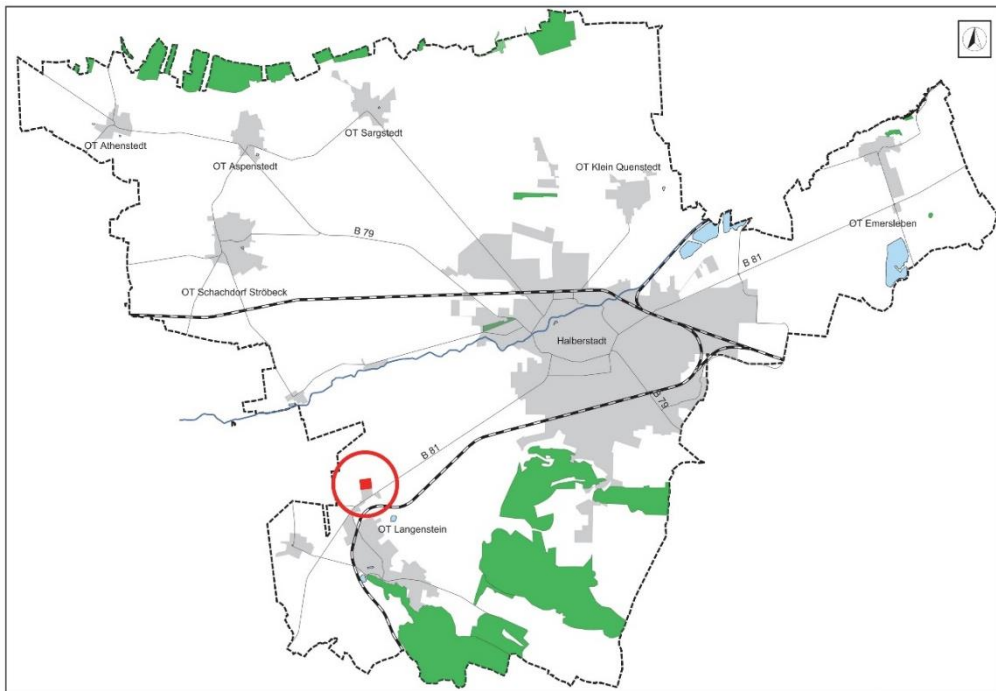 OT Sargstedt
OT Athenstedt
OT Aspenstedt
OT Klein Quenstedt
OT Emersleben
B 79
B 81
OT Schachdorf Ströbeck
Halberstadt
B 79
B 81
OT Langenstein